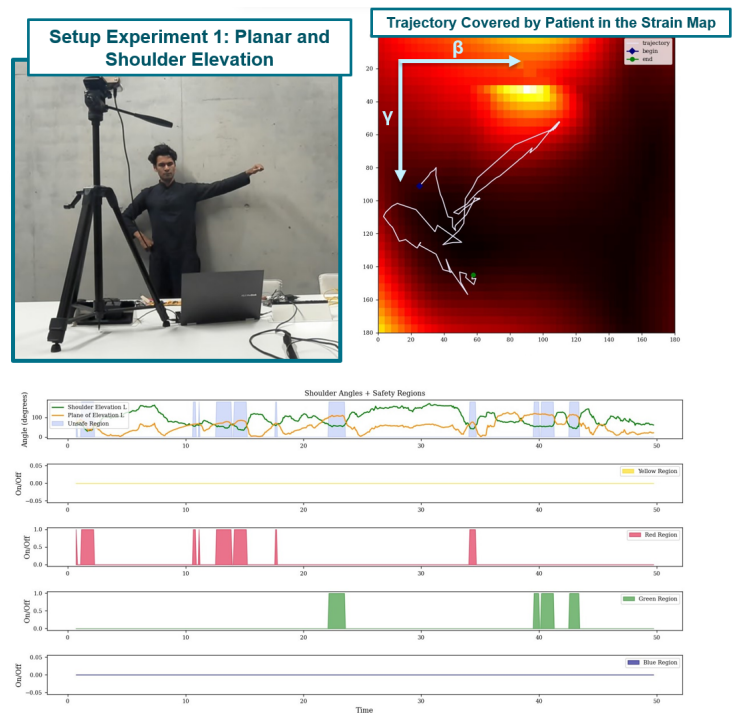 Setup Experiment 1: Planar and
Shoulder Elevation
Trajectory Covered by Patient in the Strain Map
β
γ
trajectory
begin
end
20
40
60
80
100
120
140
160
180
0 20 40 60 80 100 120 140 160 180
Shoulder Angles + Safety Regions
Angle (degrees)
100
0
Shoulder Elevation L
Plane of Elevation L
Unsafe Region
0 10 20 30 40 50
On/Off
0.05
0.00
−0.05
Yellow Region
0 10 20 30 40 50
On/Off
1.0
0.5
0.0
Red Region
0 10 20 30 40 50
On/Off
1.0
0.5
0.0
Green Region
0 10 20 30 40 50
On/Off
0.05
0.00
−0.05
Blue Region
0 10 20 30 40 50
Time